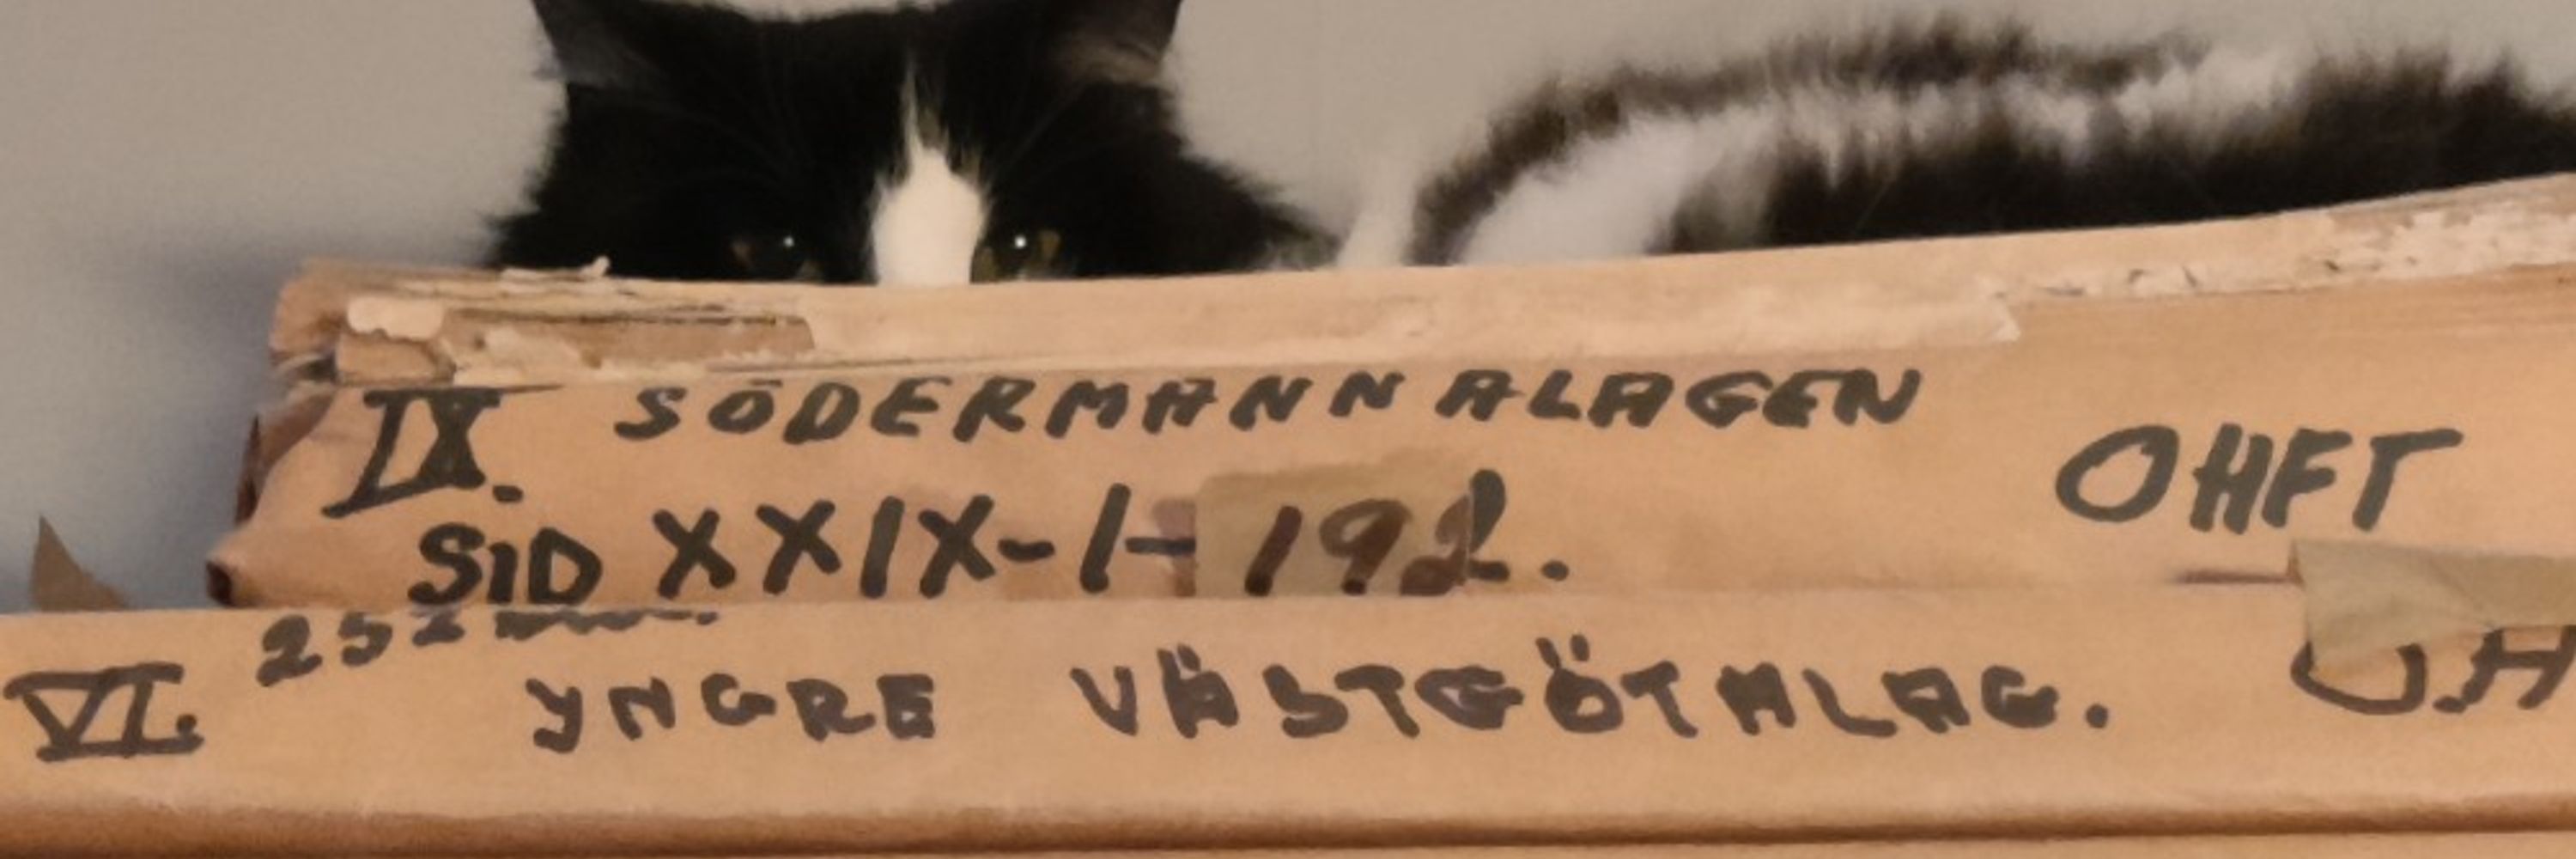 IX. SÖDERMANNALAGEN
OHFT
SID XXIX-1-192.
VI. YNGRE VÄSTGÖTALAG.